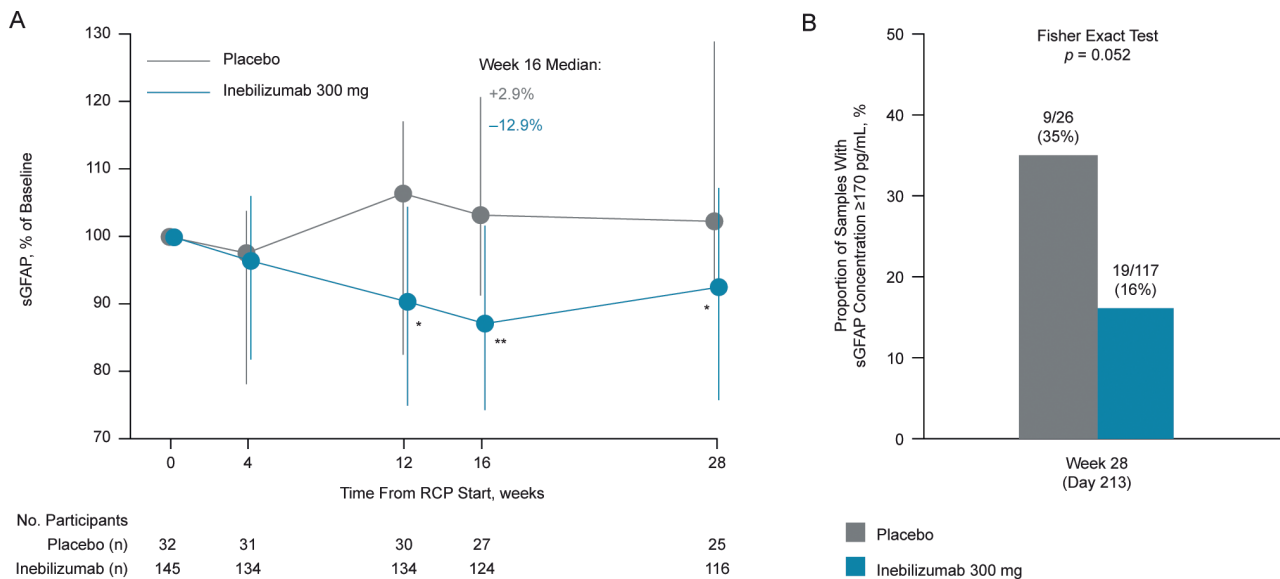 A
130
120
110
100
90
80
70
sGFAP, % of Baseline
Placebo
Inebilizumab 300 mg
Week 16 Median:
+2.9%
–12.9%
*
**
*
0 4 12 16 28
Time From RCP Start, weeks
No. Participants
Placebo (n) 32 31 30 27 25
Inebilizumab (n) 145 134 134 124 116
B
50
40
30
20
10
0
Proportion of Samples With
sGFAP Concentration ≥170 pg/mL, %
Fisher Exact Test
p = 0.052
9/26
(35%)
19/117
(16%)
Week 28
(Day 213)
Placebo
Inebilizumab 300 mg